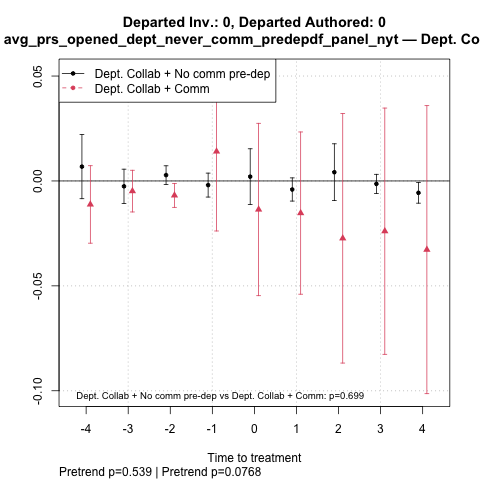 Departed Inv.: 0, Departed Authored: 0
avg_prs_opened_dept_never_comm_predepdf_panel_nyt — Dept. Co
0.05
Dept. Collab + No comm pre-dep
Dept. Collab + Comm
0.00
-0.05
-0.10
Dept. Collab + No comm pre-dep vs Dept. Collab + Comm: p=0.699
-4 -3 -2 -1 0 1 2 3 4
Time to treatment
Pretrend p=0.539 | Pretrend p=0.0768